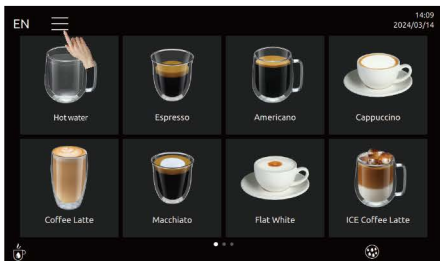 EN
14:09
2024/03/14
Hot water
Espresso
Americano
Cappuccino
Coffee Latte
Macchiato
Flat White
ICE Coffee Latte